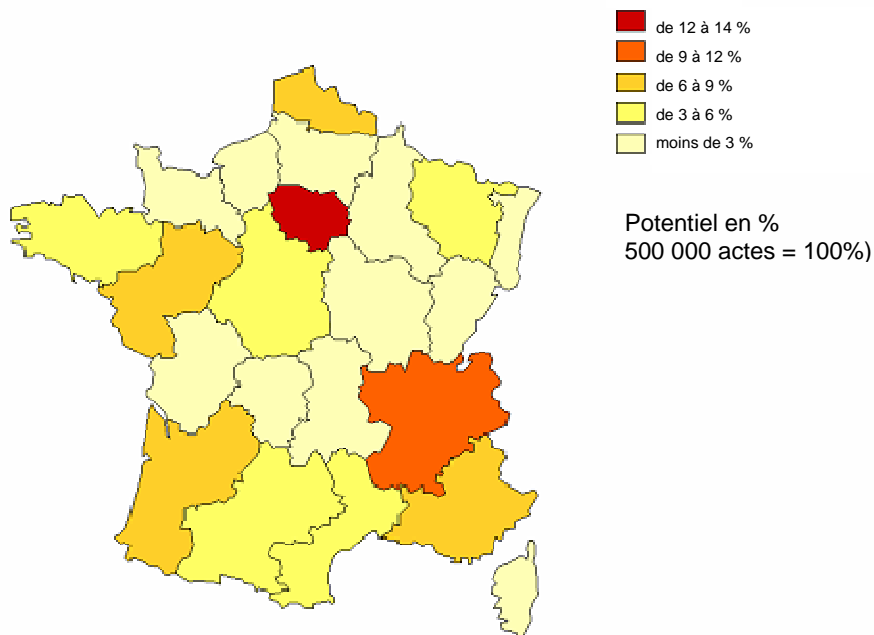 de 12 à 14 %
de 9 à 12 %
de 6 à 9 %
de 3 à 6 %
moins de 3 %
Potentiel en %
500 000 actes = 100%)